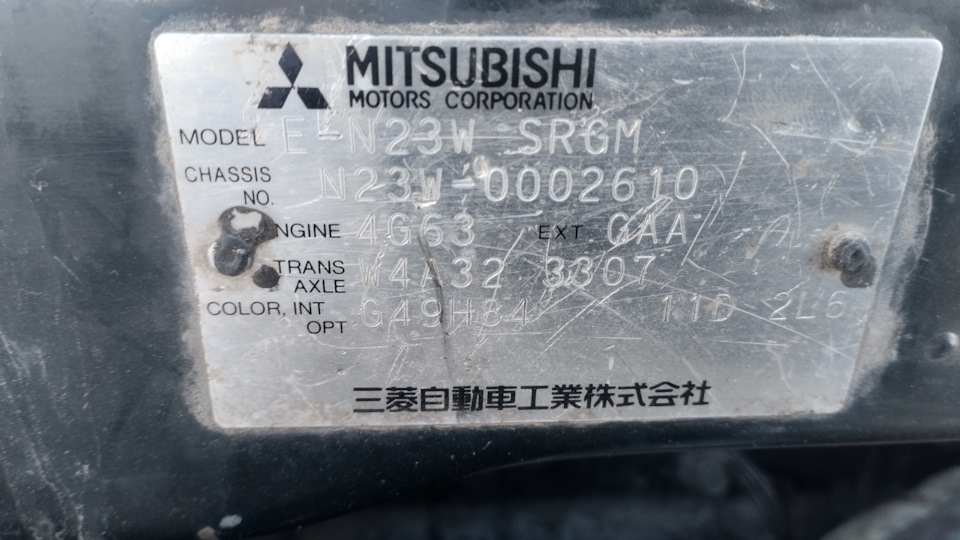 MITSUBISHI
MOTORS CORPORATION
MODEL E-N23W SRGM
CHASSIS NO. N23W-0002610
NGINE 4G63 EXT GAA
TRANS AXLE W4A32 3307
COLOR, INT OPT G49H84 11D 2L6
三菱自動車工業株式会社